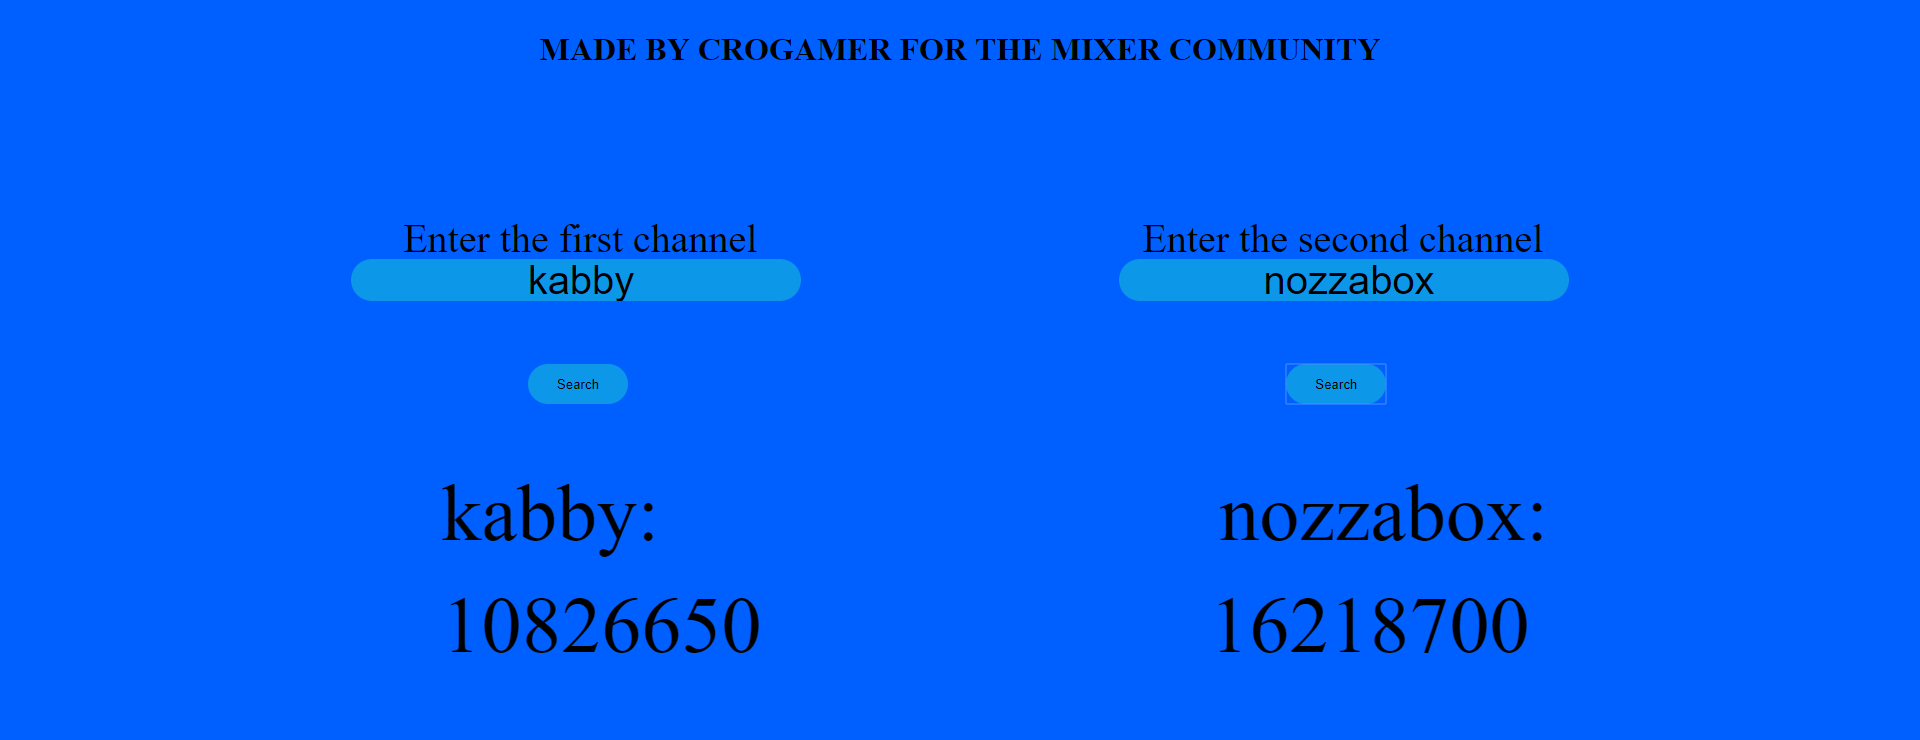 MADE BY CROGAMER FOR THE MIXER COMMUNITY
Enter the first channel
kabby
Search
kabby:
10826650
Enter the second channel
nozzabox
Search
nozzabox:
16218700